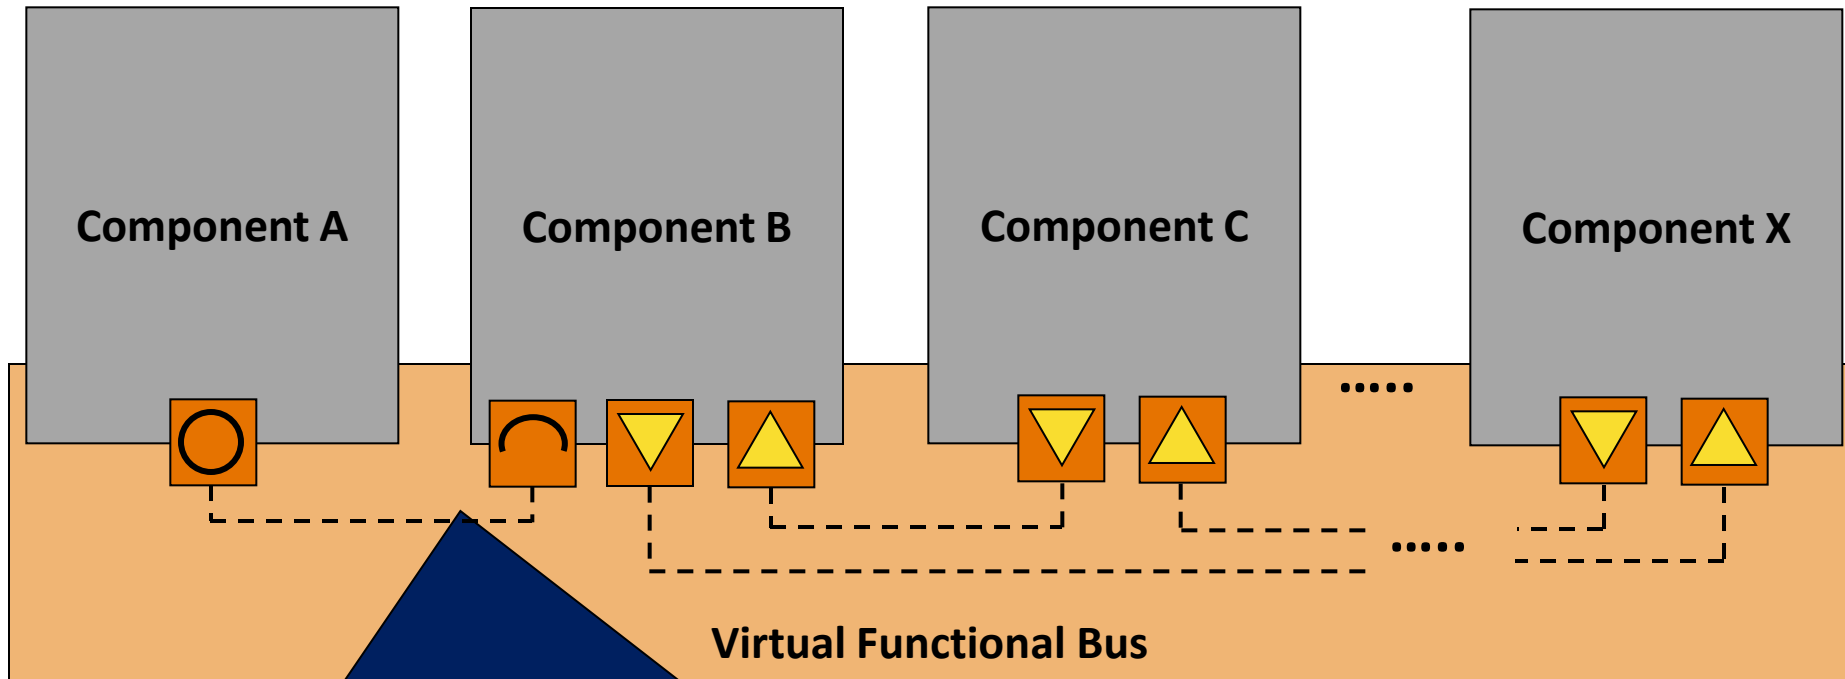 Component A
Component B
Component C
Component X
.....
.....
Virtual Functional Bus